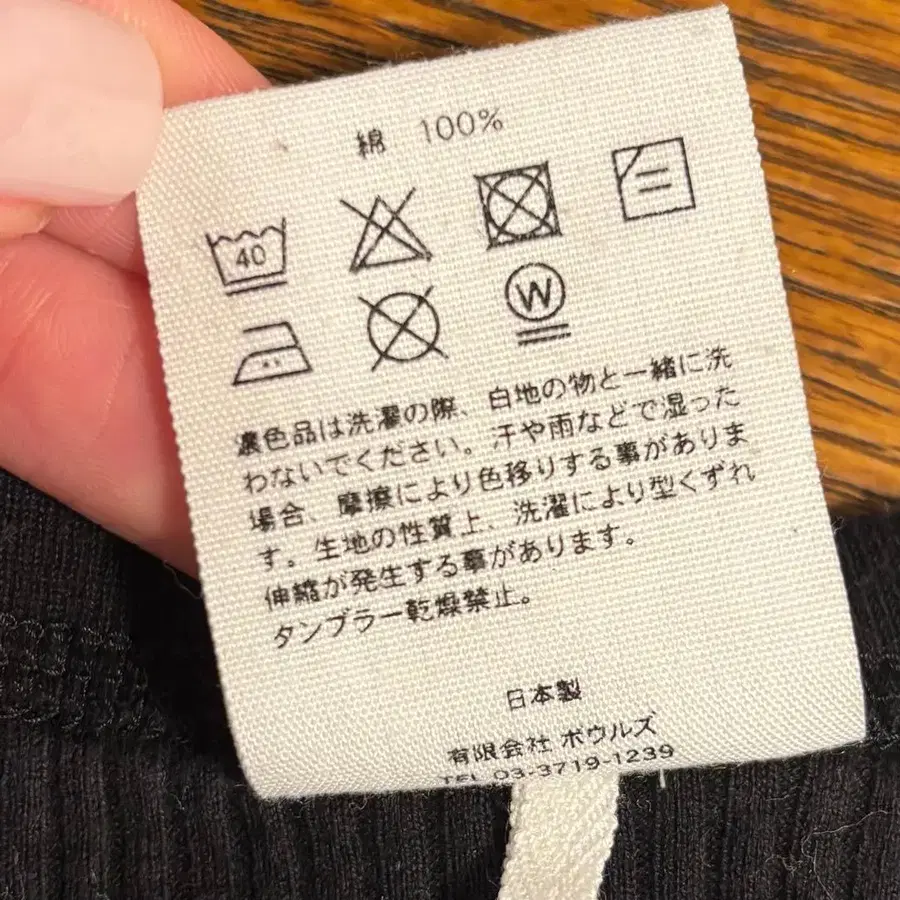 綿 100%
40
W
濃色品は洗濯の際、白地の物と一緒に洗
わないでください。汗や雨などで湿った
場合、摩擦により色移りする事がありま
す。生地の性質上、洗濯により型くずれ
伸縮が発生する事があります。
タンブラー乾燥禁止。
日本製
有限会社 ボウルズ
TEL 03-3719-1239